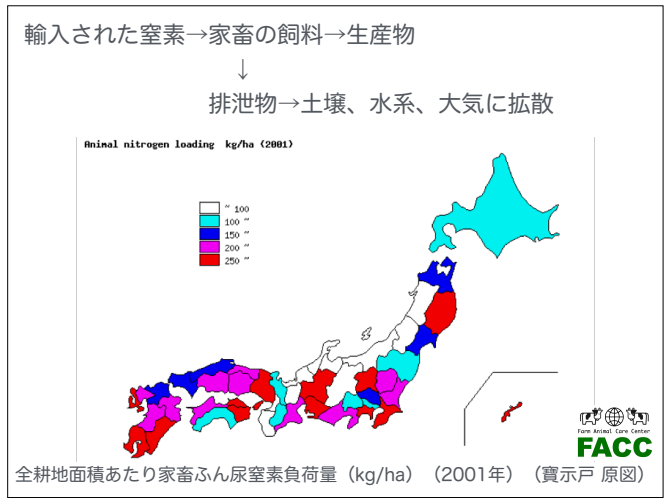 輸入された窒素→家畜の飼料→生産物
↓
排泄物→土壌、水系、大気に拡散
Animal nitrogen loading kg/ha (2001)
~ 100
100 ~
150 ~
200 ~
250 ~
Farm Animal Care Center
FACC
全耕地面積あたり家畜ふん尿窒素負荷量（kg/ha）（2001年）（寶示戸 原図）